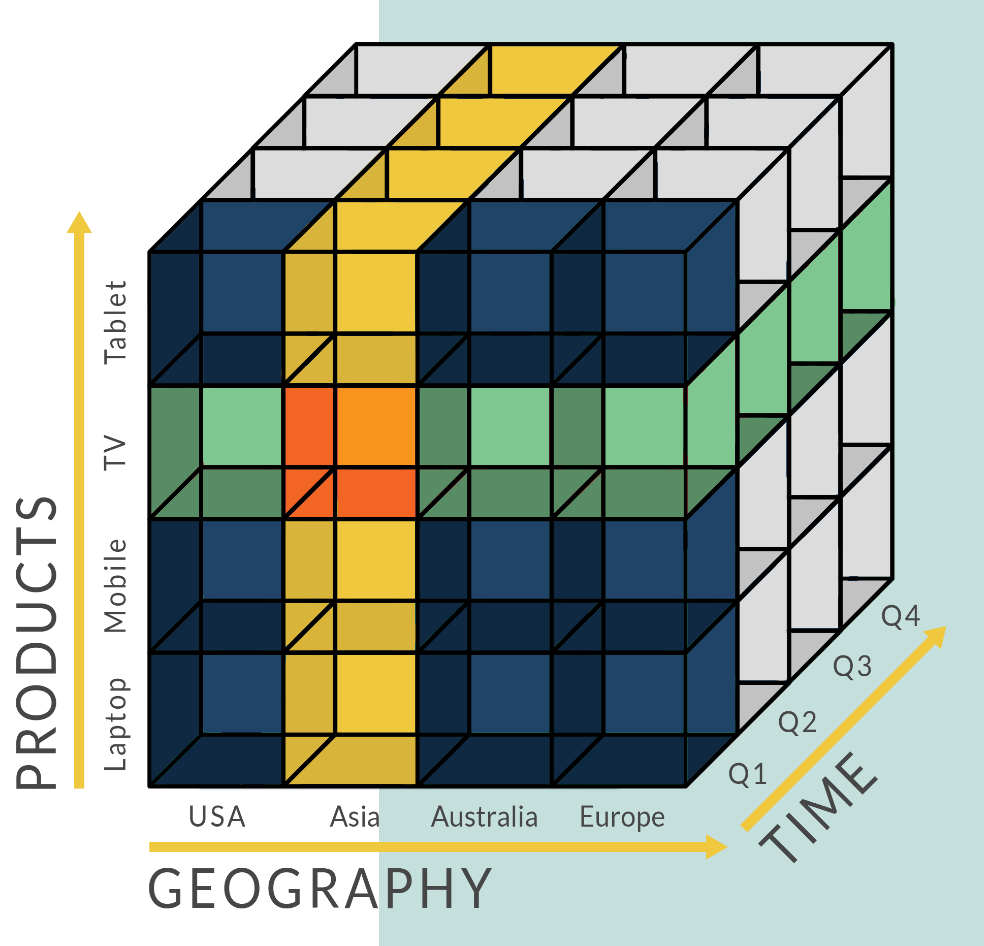 PRODUCTS
Tablet
TV
Mobile
Laptop
USA
Asia
Australia
Europe
GEOGRAPHY
Q4
Q3
Q2
Q1
TIME